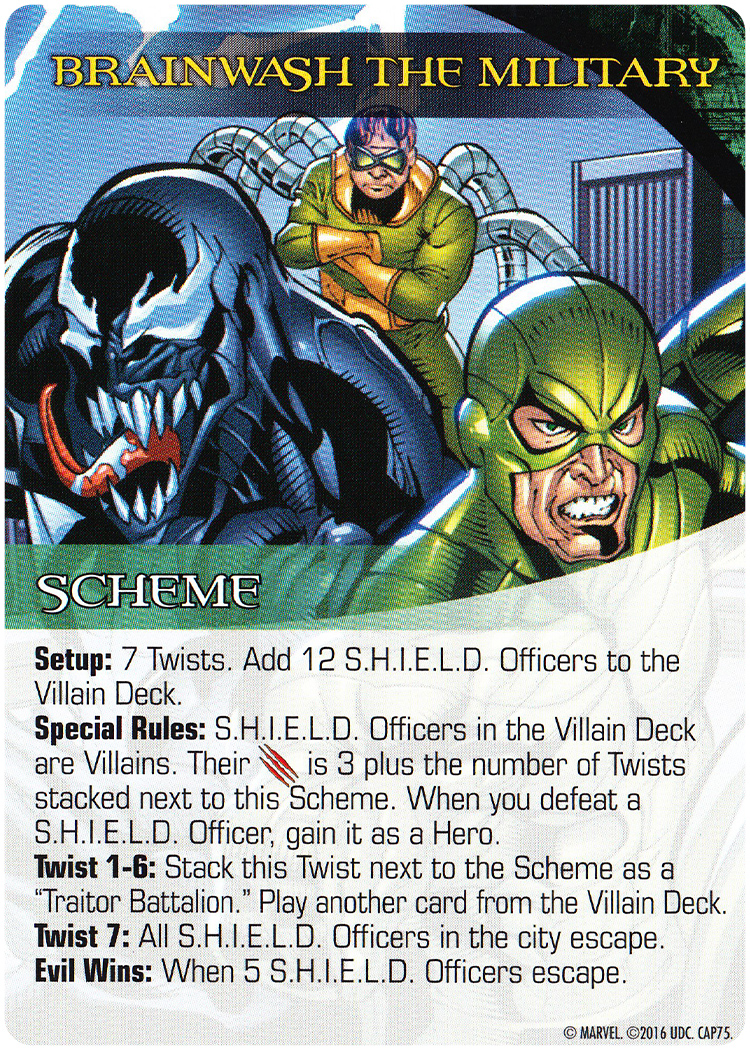 BRAINWASH THE MILITARY
SCHEME
Setup: 7 Twists. Add 12 S.H.I.E.L.D. Officers to the
Villain Deck.
Special Rules: S.H.I.E.L.D. Officers in the Villain Deck
are Villains. Their is 3 plus the number of Twists
stacked next to this Scheme. When you defeat a
S.H.I.E.L.D. Officer, gain it as a Hero.
Twist 1-6: Stack this Twist next to the Scheme as a
“Traitor Battalion.” Play another card from the Villain Deck.
Twist 7: All S.H.I.E.L.D. Officers in the city escape.
Evil Wins: When 5 S.H.I.E.L.D. Officers escape.
© MARVEL. ©2016 UDC. CAP75.